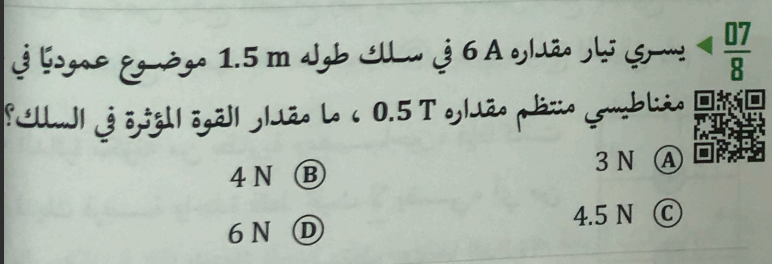 07
8
يسري تيار مقداره 6 A في سلك طوله 1.5 m موضوع عموديًا في
مغناطيسي منتظم مقداره 0.5 T ، ما مقدار القوة المؤثرة في السلك؟
3 N A
4 N B
4.5 N C
6 N D